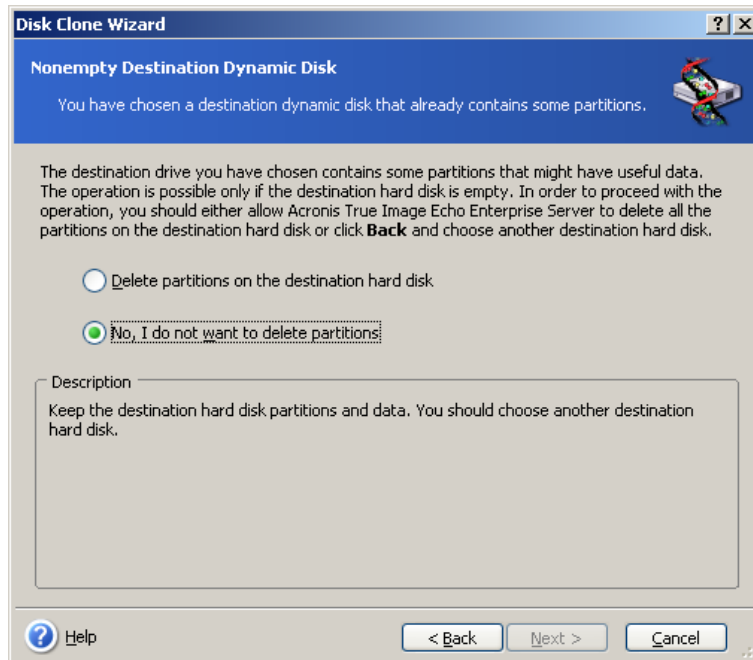 Disk Clone Wizard
Nonempty Destination Dynamic Disk
You have chosen a destination dynamic disk that already contains some partitions.
The destination drive you have chosen contains some partitions that might have useful data.
The operation is possible only if the destination hard disk is empty. In order to proceed with the
operation, you should either allow Acronis True Image Echo Enterprise Server to delete all the
partitions on the destination hard disk or click Back and choose another destination hard disk.
Delete partitions on the destination hard disk
No, I do not want to delete partitions
Description
Keep the destination hard disk partitions and data. You should choose another destination
hard disk.
Help
< Back
Next >
Cancel